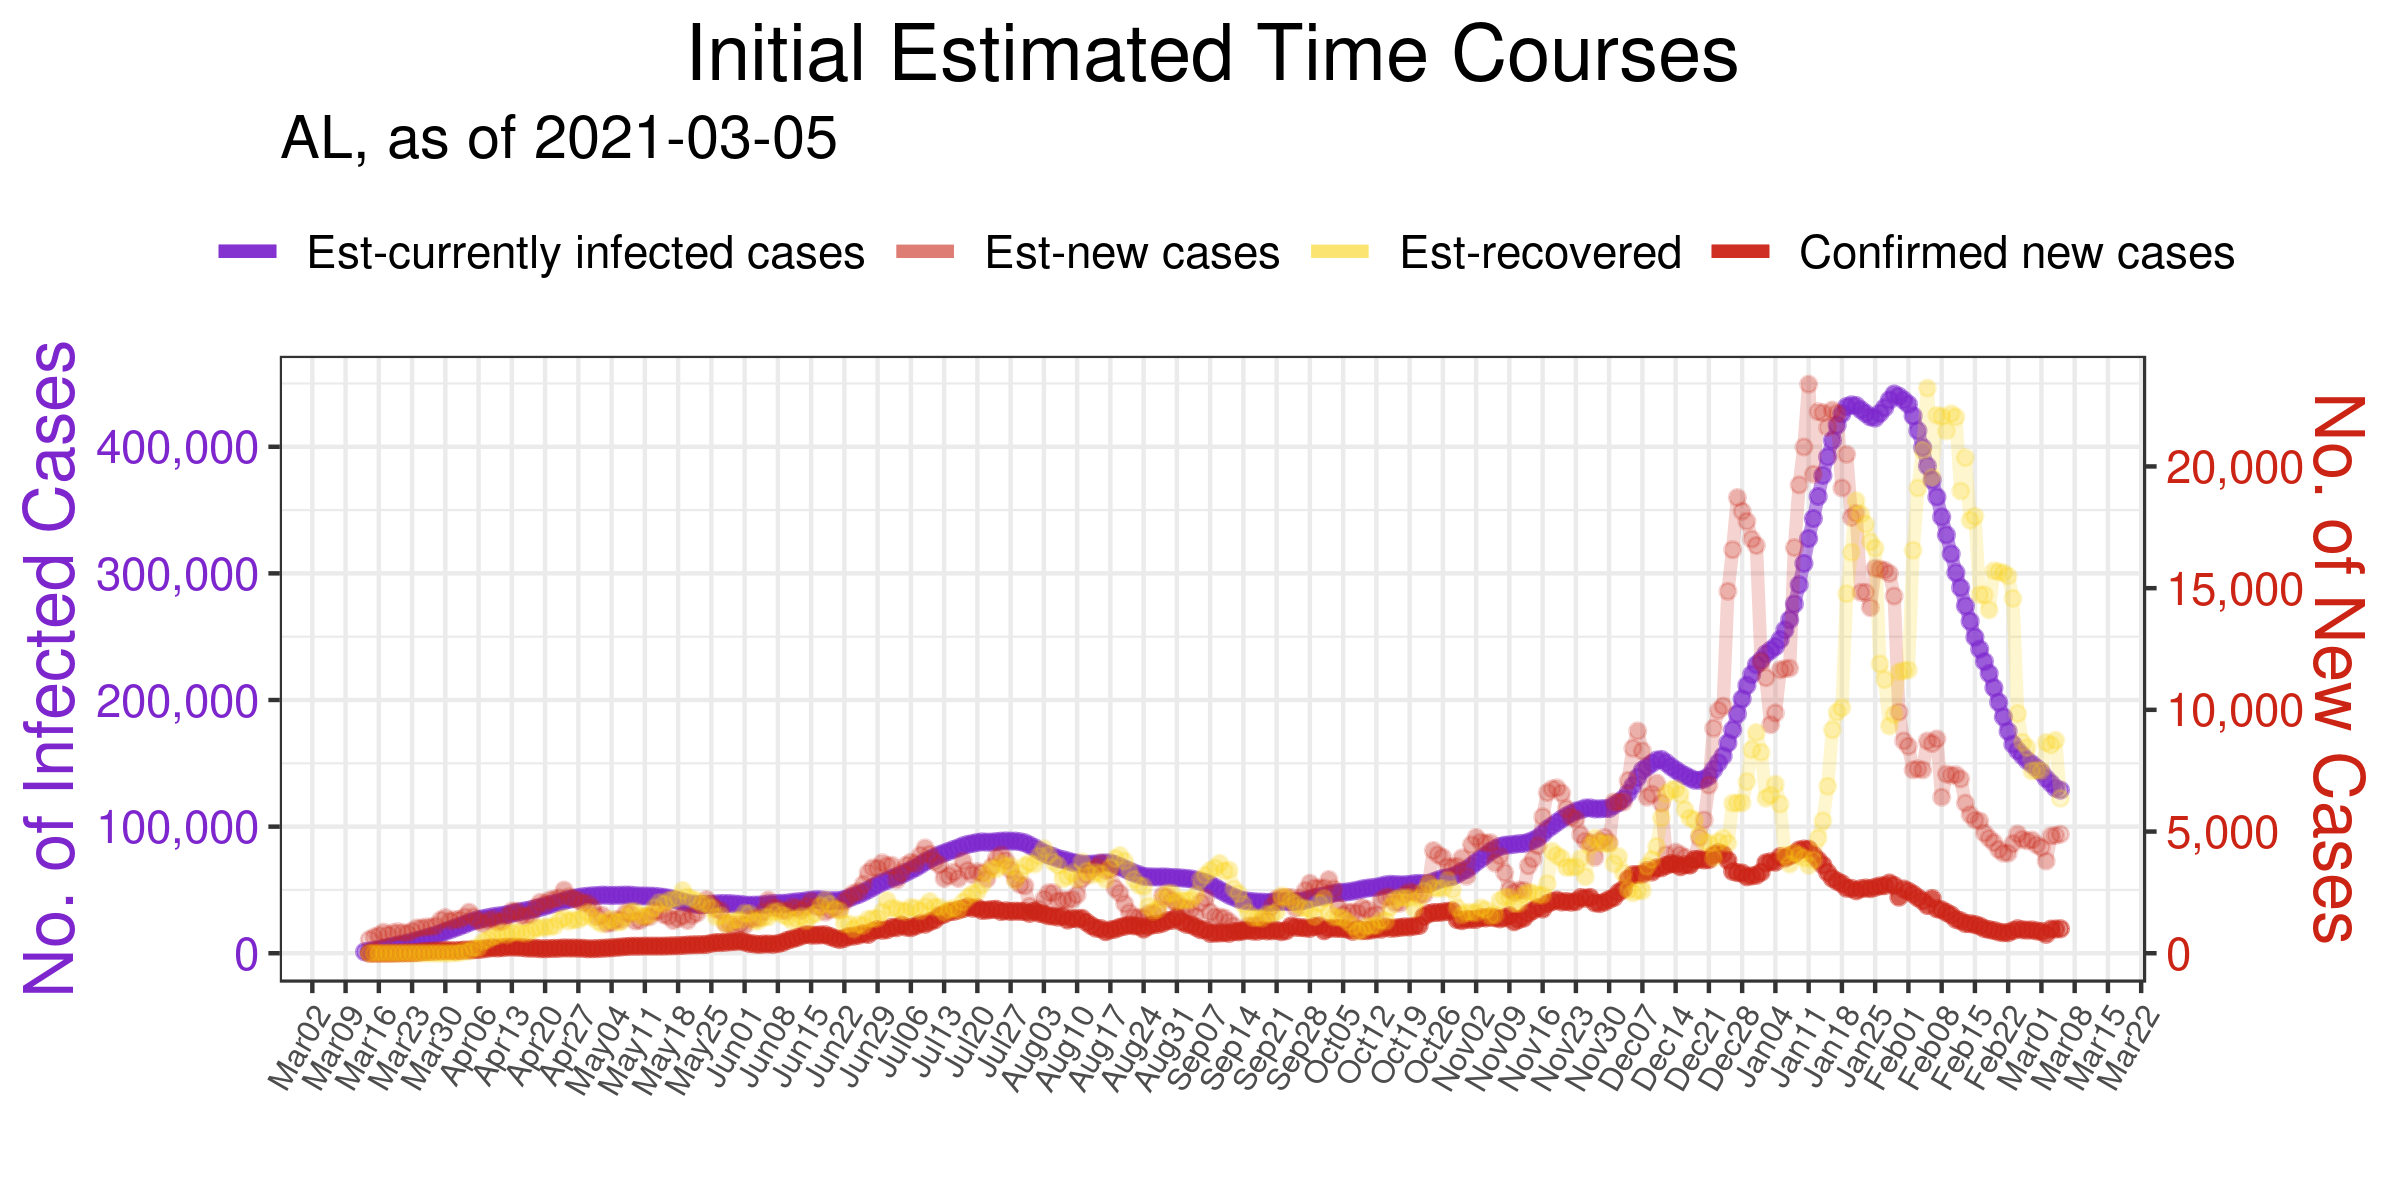 Initial Estimated Time Courses
AL, as of 2021-03-05
Est-currently infected cases
Est-new cases
Est-recovered
Confirmed new cases
No. of Infected Cases
400,000
300,000
200,000
100,000
0
20,000
15,000
10,000
5,000
0
No. of New Cases
Mar02
Mar09
Mar16
Mar23
Mar30
Apr06
Apr13
Apr20
Apr27
May04
May11
May18
May25
Jun01
Jun08
Jun15
Jun22
Jun29
Jul06
Jul13
Jul20
Jul27
Aug03
Aug10
Aug17
Aug24
Aug31
Sep07
Sep14
Sep21
Sep28
Oct05
Oct12
Oct19
Oct26
Nov02
Nov09
Nov16
Nov23
Nov30
Dec07
Dec14
Dec21
Dec28
Jan04
Jan11
Jan18
Jan25
Feb01
Feb08
Feb15
Feb22
Mar01
Mar08
Mar15
Mar22